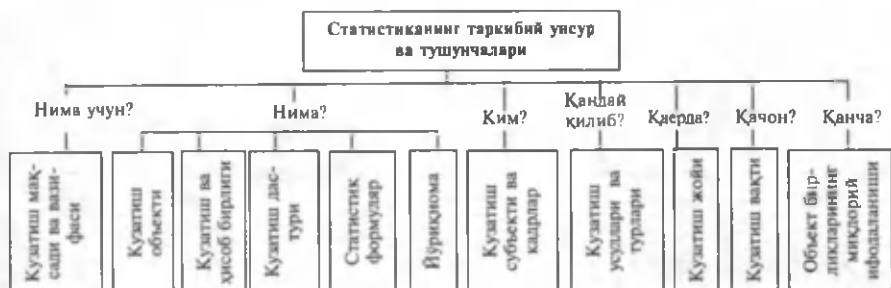 Статистиканинг таркибий унсур
ва тушунчалари
Нима учун?
Нима?
Ким?
Қандай
қилиб?
Қаерда?
Қачон?
Қанча?
Кузатиш мақ-
сади ва вази-
фаси
Кузатиш
объекти
Кузатиш ва
ҳисоб бирлиги
Кузатиш дас-
тури
Статистик
формуляр
Йўриқнома
Кузатиш
субъекти ва
кадрлар
Кузатиш
усуллари ва
турлари
Кузатиш жойи
Кузатиш вақти
Объект бир-
ликларининг
миқдорий
ифодаланиши